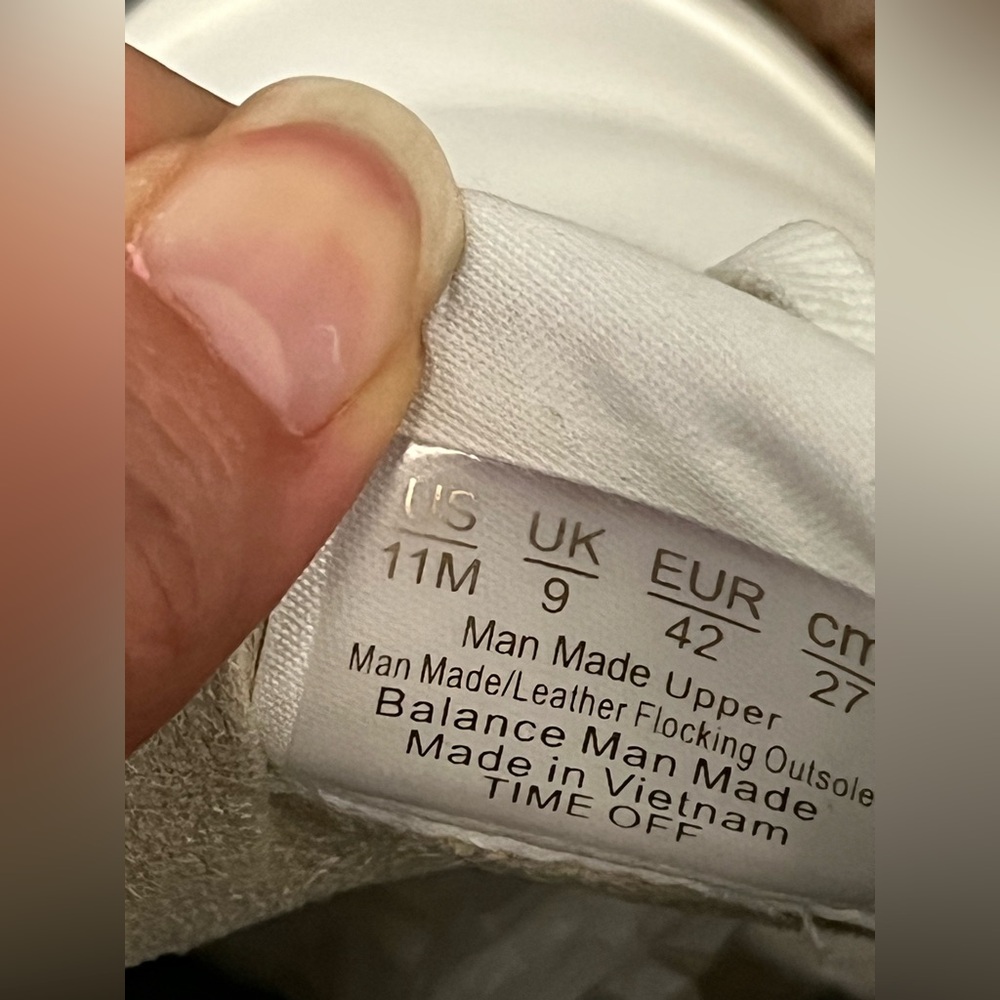 US UK EUR cm
11M 9 42 27
Man Made Upper
Man Made/Leather Flocking Outsole
Balance Man Made
Made in Vietnam
TIME OFF